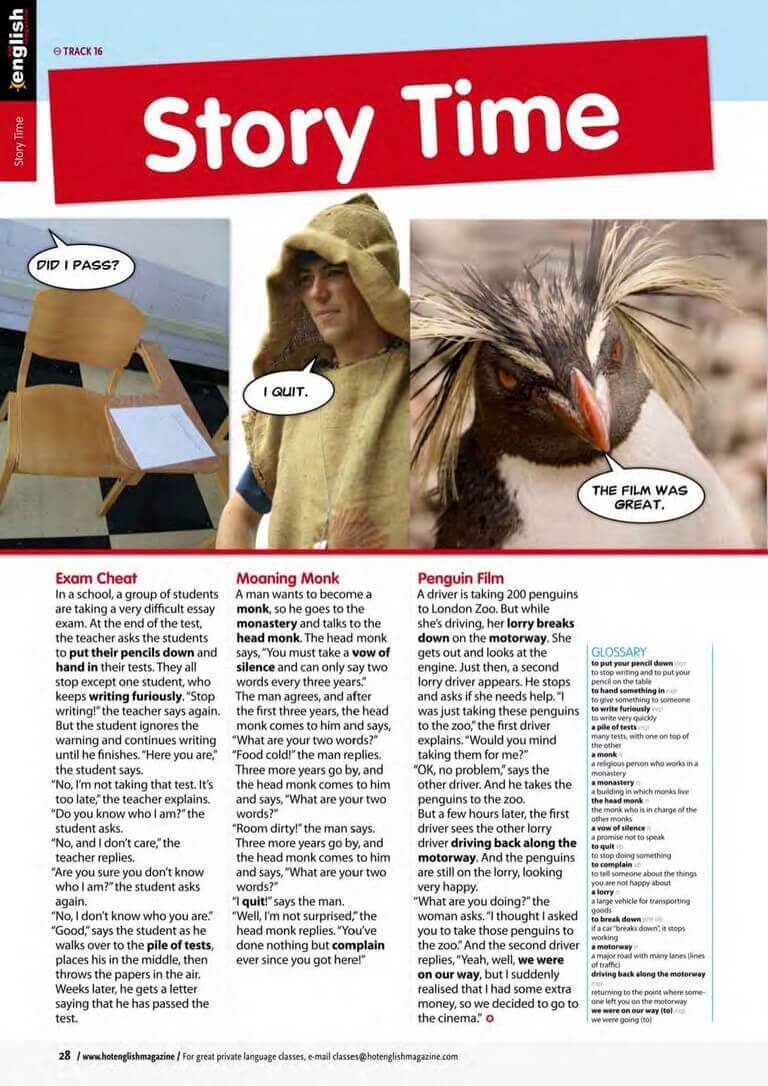 english
Story Time
TRACK 16
Story Time
DID I PASS?
I QUIT.
THE FILM WAS
GREAT.
Exam Cheat
In a school, a group of students
are taking a very difficult essay
exam. At the end of the test,
the teacher asks the students
to put their pencils down and
hand in their tests. They all
stop except one student, who
keeps writing furiously. "Stop
writing!" the teacher says again.
But the student ignores the
warning and continues writing
until he finishes. "Here you are,"
the student says.
"No, I'm not taking that test. It's
too late," the teacher explains.
"Do you know who I am?" the
student asks.
"No, and I don't care," the
teacher replies.
"Are you sure you don't know
who I am?" the student asks
again.
"No, I don't know who you are."
"Good," says the student as he
walks over to the pile of tests,
places his in the middle, then
throws the papers in the air.
Weeks later, he gets a letter
saying that he has passed the
test.
Moaning Monk
A man wants to become a
monk, so he goes to the
monastery and talks to the
head monk. The head monk
says, "You must take a vow of
silence and can only say two
words every three years."
The man agrees, and after
the first three years, the head
monk comes to him and says,
"What are your two words?"
"Food cold!" the man replies.
Three more years go by, and
the head monk comes to him
and says, "What are your two
words?"
"Room dirty!" the man says.
Three more years go by, and
the head monk comes to him
and says, "What are your two
words?"
"I quit!" says the man.
"Well, I'm not surprised," the
head monk replies. "You've
done nothing but complain
ever since you got here!"
Penguin Film
A driver is taking 200 penguins
to London Zoo. But while
she's driving, her lorry breaks
down on the motorway. She
gets out and looks at the
engine. Just then, a second
lorry driver appears. He stops
and asks if she needs help. "I
was just taking these penguins
to the zoo," the first driver
explains. "Would you mind
taking them for me?"
"OK, no problem," says the
other driver. And he takes the
penguins to the zoo.
But a few hours later, the first
driver sees the other lorry
driver driving back along the
motorway. And the penguins
are still on the lorry, looking
very happy.
"What are you doing?" the
woman asks. "I thought I asked
you to take those penguins to
the zoo." And the second driver
replies, "Yeah, well, we were
on our way, but I suddenly
realised that I had some extra
money, so we decided to go to
the cinema."
GLOSSARY
to put your pencil down exp
to stop writing and to put your
pencil on the table
to hand something in exp
to give something to someone
to write furiously exp
to write very quickly
a pile of tests exp
many tests, with one on top of
the other
a monk n
a religious person who works in a
monastery
a monastery n
a building in which monks live
the head monk n
the monk who is in charge of the
other monks
a vow of silence n
a promise not to speak
to quit vb
to stop doing something
to complain vb
to tell someone about the things
you are not happy about
a lorry n
a large vehicle for transporting
goods
to break down phr vb
if a car "breaks down", it stops
working
a motorway n
a major road with many lanes (lines
of traffic)
driving back along the motorway
exp
returning to the point where some-
one left you on the motorway
we were on our way (to) exp
we were going (to)
28 / www.hotenglishmagazine / For great private language classes, e-mail classes@hotenglishmagazine.com